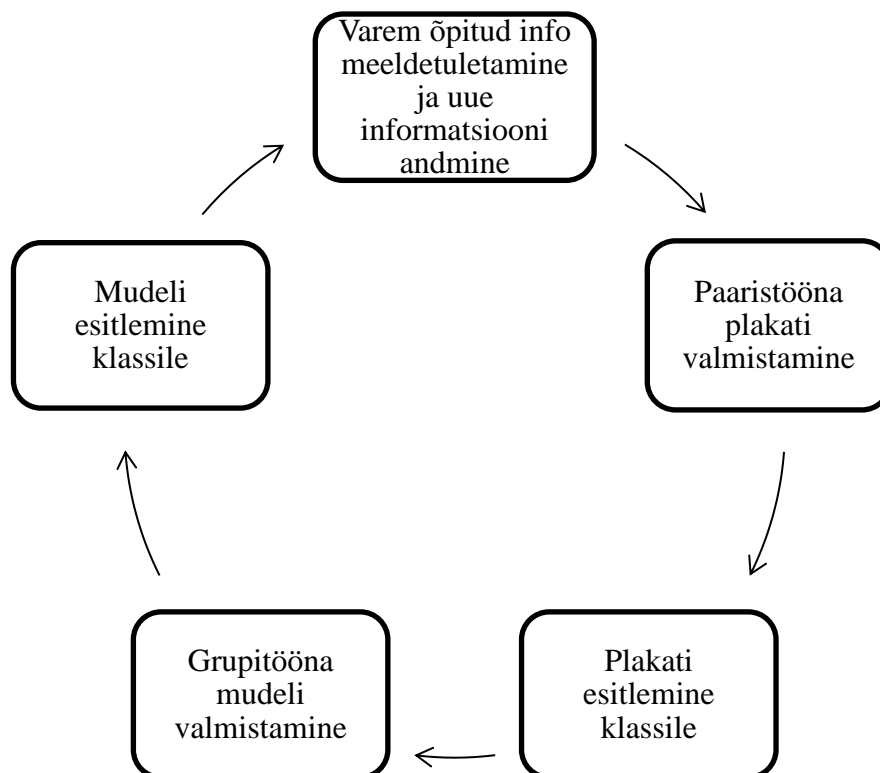 Varem õpitud info
meeldetuletamine
ja uue
informatsiooni
andmine
Paaristööna
plakati
valmistamine
Plakati
esitlemine
klassile
Grupitööna
mudeli
valmistamine
Mudeli
esitlemine
klassile